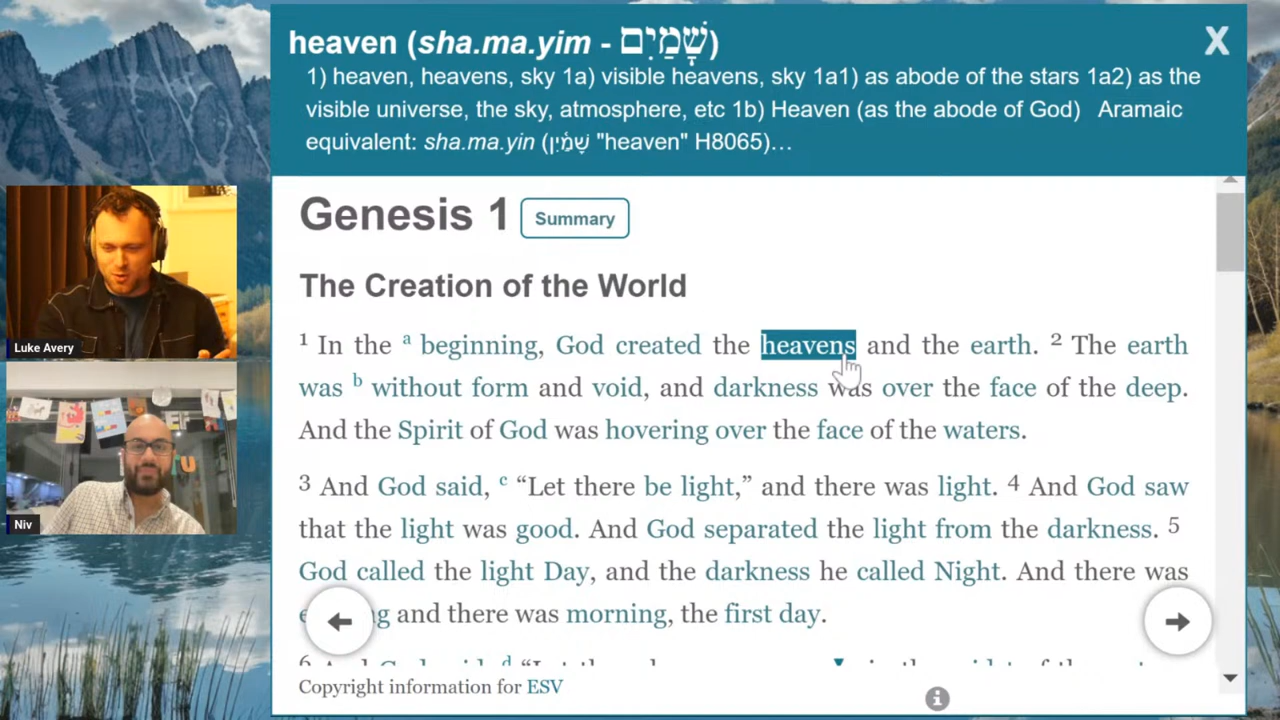 heaven (sha.ma.yim - שָׁמַיִם)
X
1) heaven, heavens, sky 1a) visible heavens, sky 1a1) as abode of the stars 1a2) as the
visible universe, the sky, atmosphere, etc 1b) Heaven (as the abode of God) Aramaic
equivalent: sha.ma.yin (שָׁמַ֫יִן "heaven" H8065)…
Genesis 1 Summary
The Creation of the World
1 In the a beginning, God created the heavens and the earth. 2 The earth
was b without form and void, and darkness was over the face of the deep.
And the Spirit of God was hovering over the face of the waters.
3 And God said, c “Let there be light,” and there was light. 4 And God saw
that the light was good. And God separated the light from the darkness. 5
God called the light Day, and the darkness he called Night. And there was
and there was morning, the first day.
6 And God said, d “Let
Copyright information for ESV
Luke Avery
Niv